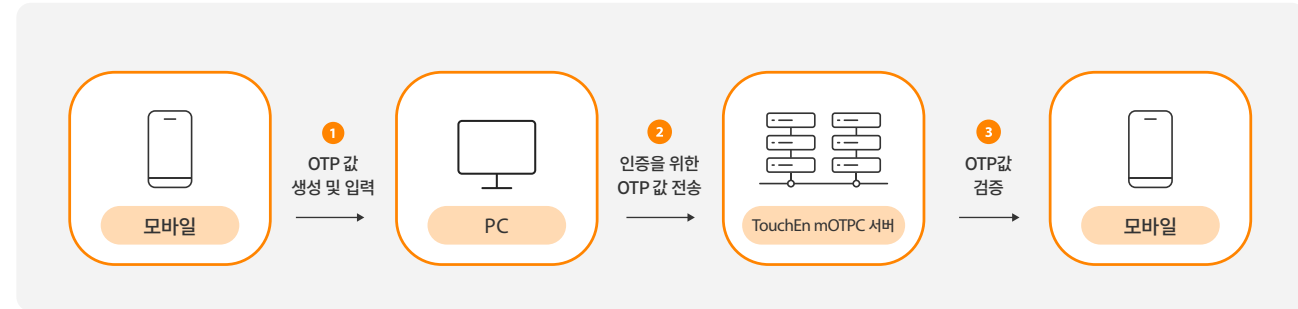 1
OTP 값
생성 및 입력
2
인증을 위한
OTP 값 전송
3
OTP값
검증
모바일
PC
TouchEn mOTPC 서버
모바일